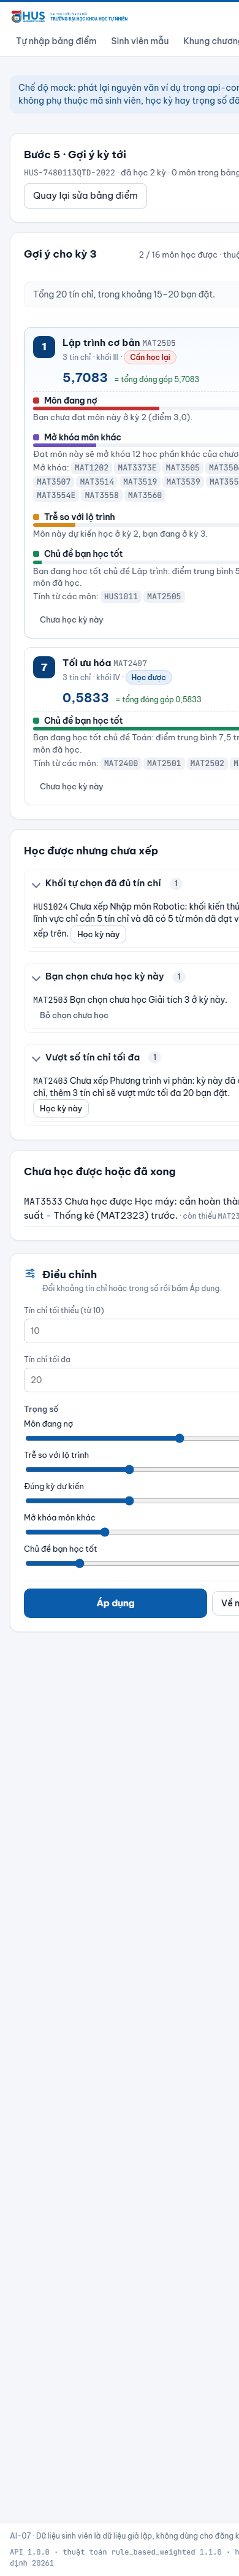 HUS
TRƯỜNG ĐẠI HỌC KHOA HỌC TỰ NHIÊN
Tự nhập bảng điểm Sinh viên mẫu Khung chương
Chế độ mock: phát lại nguyên văn ví dụ trong api-con
không phụ thuộc mã sinh viên, học kỳ hay trọng số đã
Bước 5 · Gợi ý kỳ tới
HUS-7480113QTD-2022 · đã học 2 kỳ · 0 môn trong bảng
Quay lại sửa bảng điểm
Gợi ý cho kỳ 3 2 / 16 môn học được · thu
Tổng 20 tín chỉ, trong khoảng 15–20 bạn đặt.
1 Lập trình cơ bản MAT2505
3 tín chỉ · khối III · Cần học lại
5,7083 = tổng đóng góp 5,7083
Môn đang nợ
Bạn chưa đạt môn này ở kỳ 2 (điểm 3,0).
Mở khóa môn khác
Đạt môn này sẽ mở khóa 12 học phần khác của chươ
Mở khóa: MAT1202 MAT3373E MAT3505 MAT350
MAT3507 MAT3514 MAT3519 MAT3539 MAT355
MAT3554E MAT3558 MAT3560
Trễ so với lộ trình
Môn này dự kiến học ở kỳ 2, bạn đang ở kỳ 3.
Chủ đề bạn học tốt
Bạn đang học tốt chủ đề Lập trình: điểm trung bình 5
môn đã học.
Tính từ các môn: HUS1011 MAT2505
Chưa học kỳ này
7 Tối ưu hóa MAT2407
3 tín chỉ · khối IV · Học được
0,5833 = tổng đóng góp 0,5833
Chủ đề bạn học tốt
Bạn đang học tốt chủ đề Toán: điểm trung bình 7,5 tr
môn đã học.
Tính từ các môn: MAT2400 MAT2501 MAT2502 M
Chưa học kỳ này
Học được nhưng chưa xếp
Khối tự chọn đã đủ tín chỉ 1
HUS1024 Chưa xếp Nhập môn Robotic: khối kiến thứ
lĩnh vực chỉ cần 5 tín chỉ và đã có 5 từ môn đã đạt v
xếp trên. Học kỳ này
Bạn chọn chưa học kỳ này 1
MAT2503 Bạn chọn chưa học Giải tích 3 ở kỳ này.
Bỏ chọn chưa học
Vượt số tín chỉ tối đa 1
MAT2403 Chưa xếp Phương trình vi phân: kỳ này đã
chỉ, thêm 3 tín chỉ sẽ vượt mức tối đa 20 bạn đặt.
Học kỳ này
Chưa học được hoặc đã xong
MAT3533 Chưa học được Học máy: cần hoàn thàn
suất - Thống kê (MAT2323) trước. · còn thiếu MAT23
Điều chỉnh
Đổi khoảng tín chỉ hoặc trọng số rồi bấm Áp dụng.
Tín chỉ tối thiểu (từ 10)
10
Tín chỉ tối đa
20
Trọng số
Môn đang nợ
Trễ so với lộ trình
Đúng kỳ dự kiến
Mở khóa môn khác
Chủ đề bạn học tốt
Áp dụng Về m
AI-07 · Dữ liệu sinh viên là dữ liệu giả lập, không dùng cho đăng k
API 1.0.0 · thuật toán rule_based_weighted 1.1.0 · h
định 20261